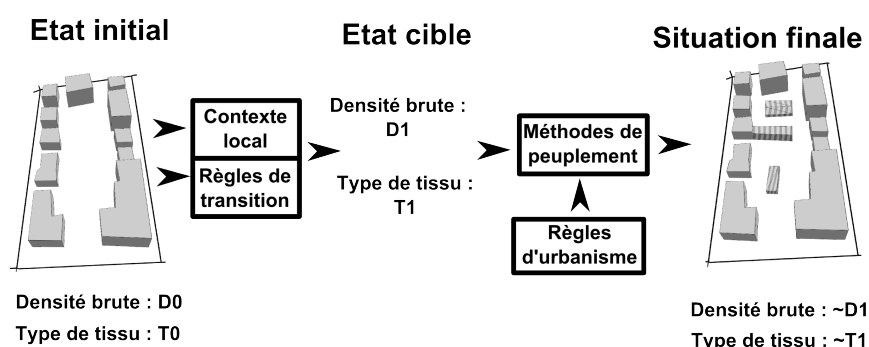 Etat initial
Etat cible
Situation finale
Contexte
local
Règles de
transition
Densité brute :
D1
Type de tissu :
T1
Méthodes de
peuplement
Règles
d'urbanisme
Densité brute : D0
Type de tissu : T0
Densité brute : ~D1
Type de tissu : ~T1